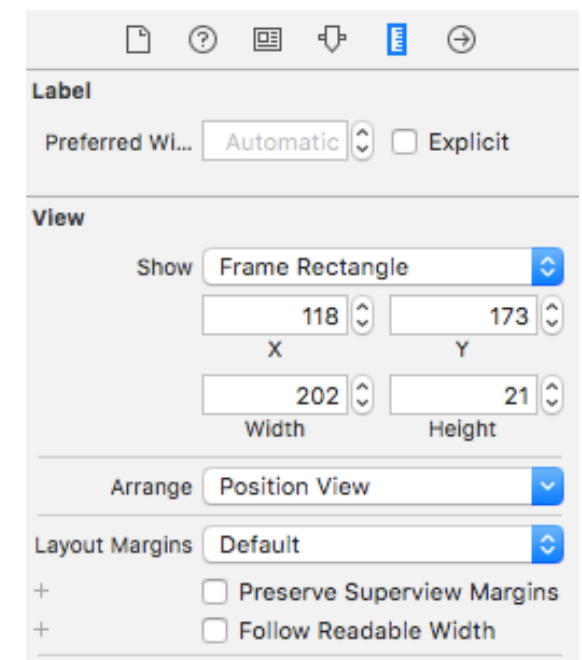 Label
Preferred Wi... Automatic Explicit
View
Show Frame Rectangle
118 173
X Y
202 21
Width Height
Arrange Position View
Layout Margins Default
+ Preserve Superview Margins
+ Follow Readable Width